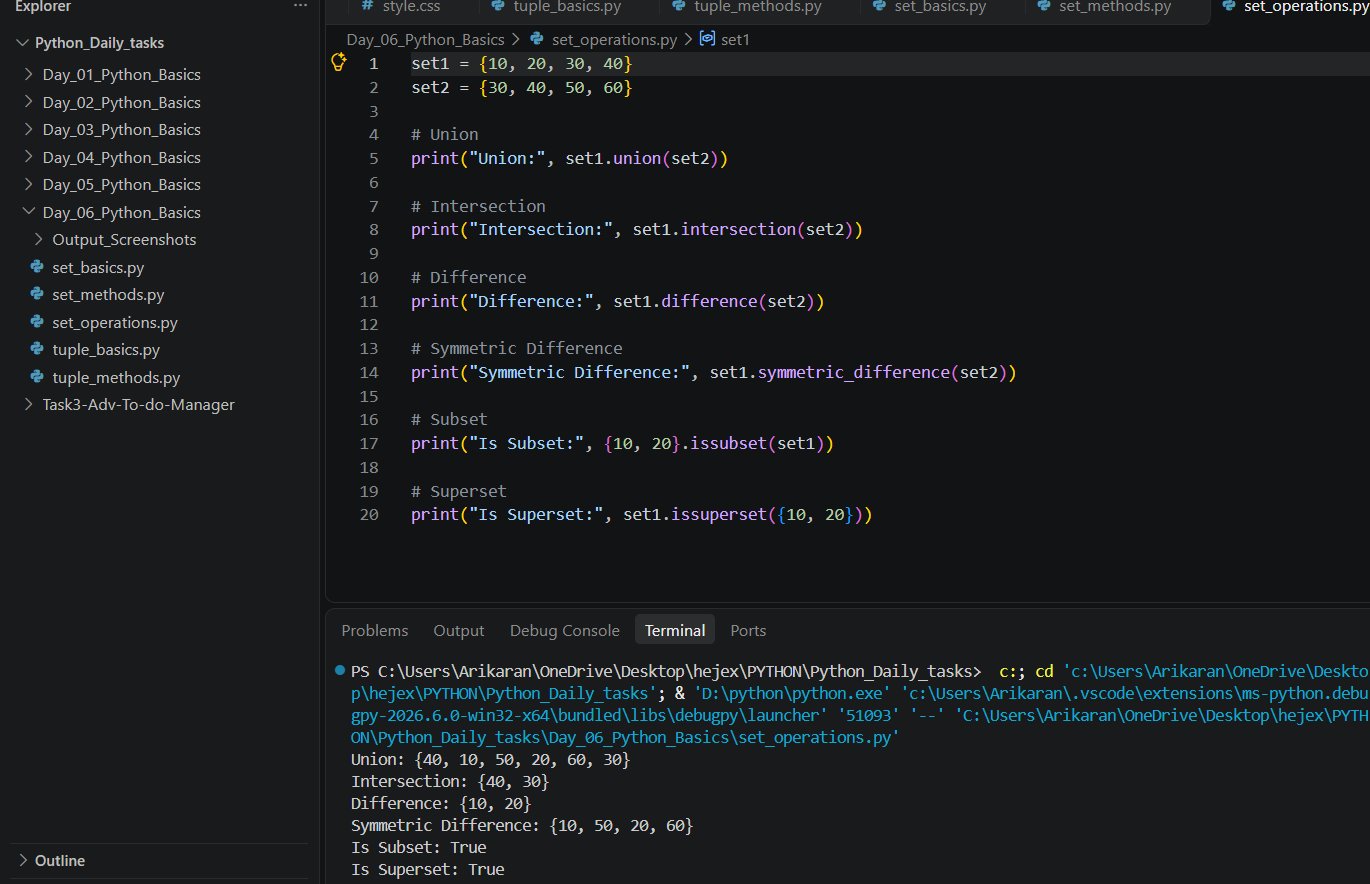 Explorer ···
Python_Daily_tasks
Day_01_Python_Basics
Day_02_Python_Basics
Day_03_Python_Basics
Day_04_Python_Basics
Day_05_Python_Basics
Day_06_Python_Basics
Output_Screenshots
set_basics.py
set_methods.py
set_operations.py
tuple_basics.py
tuple_methods.py
Task3-Adv-To-do-Manager
Outline
# style.css tuple_basics.py tuple_methods.py set_basics.py set_methods.py set_operations.py
Day_06_Python_Basics > set_operations.py > set1
1 set1 = {10, 20, 30, 40}
2 set2 = {30, 40, 50, 60}
3
4 # Union
5 print("Union:", set1.union(set2))
6
7 # Intersection
8 print("Intersection:", set1.intersection(set2))
9
10 # Difference
11 print("Difference:", set1.difference(set2))
12
13 # Symmetric Difference
14 print("Symmetric Difference:", set1.symmetric_difference(set2))
15
16 # Subset
17 print("Is Subset:", {10, 20}.issubset(set1))
18
19 # Superset
20 print("Is Superset:", set1.issuperset({10, 20}))
Problems Output Debug Console Terminal Ports
PS C:\Users\Arikaran\OneDrive\Desktop\hejex\PYTHON\Python_Daily_tasks>  c:; cd 'c:\Users\Arikaran\OneDrive\Deskto
p\hejex\PYTHON\Python_Daily_tasks'; & 'D:\python\python.exe' 'c:\Users\Arikaran\.vscode\extensions\ms-python.debu
gpy-2026.6.0-win32-x64\bundled\libs\debugpy\launcher' '51093' '--' 'C:\Users\Arikaran\OneDrive\Desktop\hejex\PYTH
ON\Python_Daily_tasks\Day_06_Python_Basics\set_operations.py'
Union: {40, 10, 50, 20, 60, 30}
Intersection: {40, 30}
Difference: {10, 20}
Symmetric Difference: {10, 50, 20, 60}
Is Subset: True
Is Superset: True